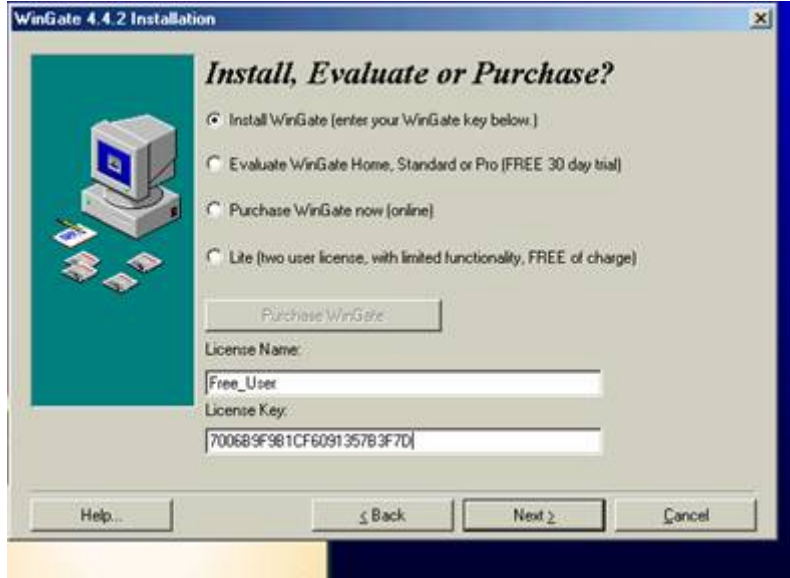 WinGate 4.4.2 Installation
Install, Evaluate or Purchase?
Install WinGate (enter your WinGate key below.)
Evaluate WinGate Home, Standard or Pro (FREE 30 day trial)
Purchase WinGate now (online)
Lite (two user license, with limited functionality, FREE of charge)
Purchase WinGate
License Name:
Free_User
License Key:
7006B9F9B1CF6091357B3F7D
Help...
< Back
Next >
Cancel